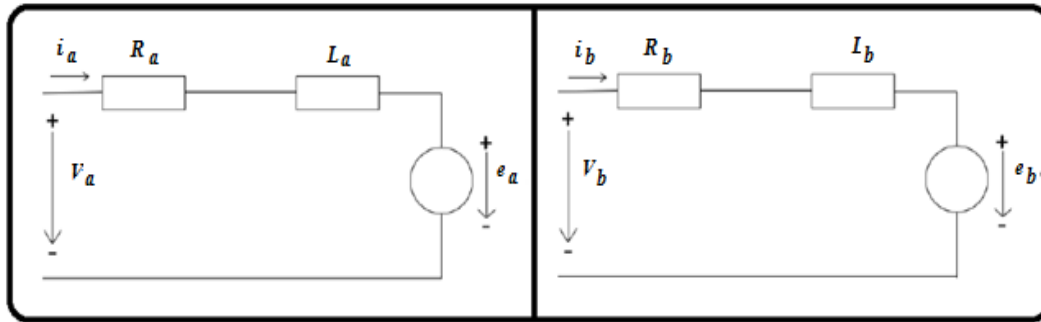 i_a R_a L_a
+ +
V_a e_a
- -
i_b R_b I_b
+ +
V_b e_b.
- -